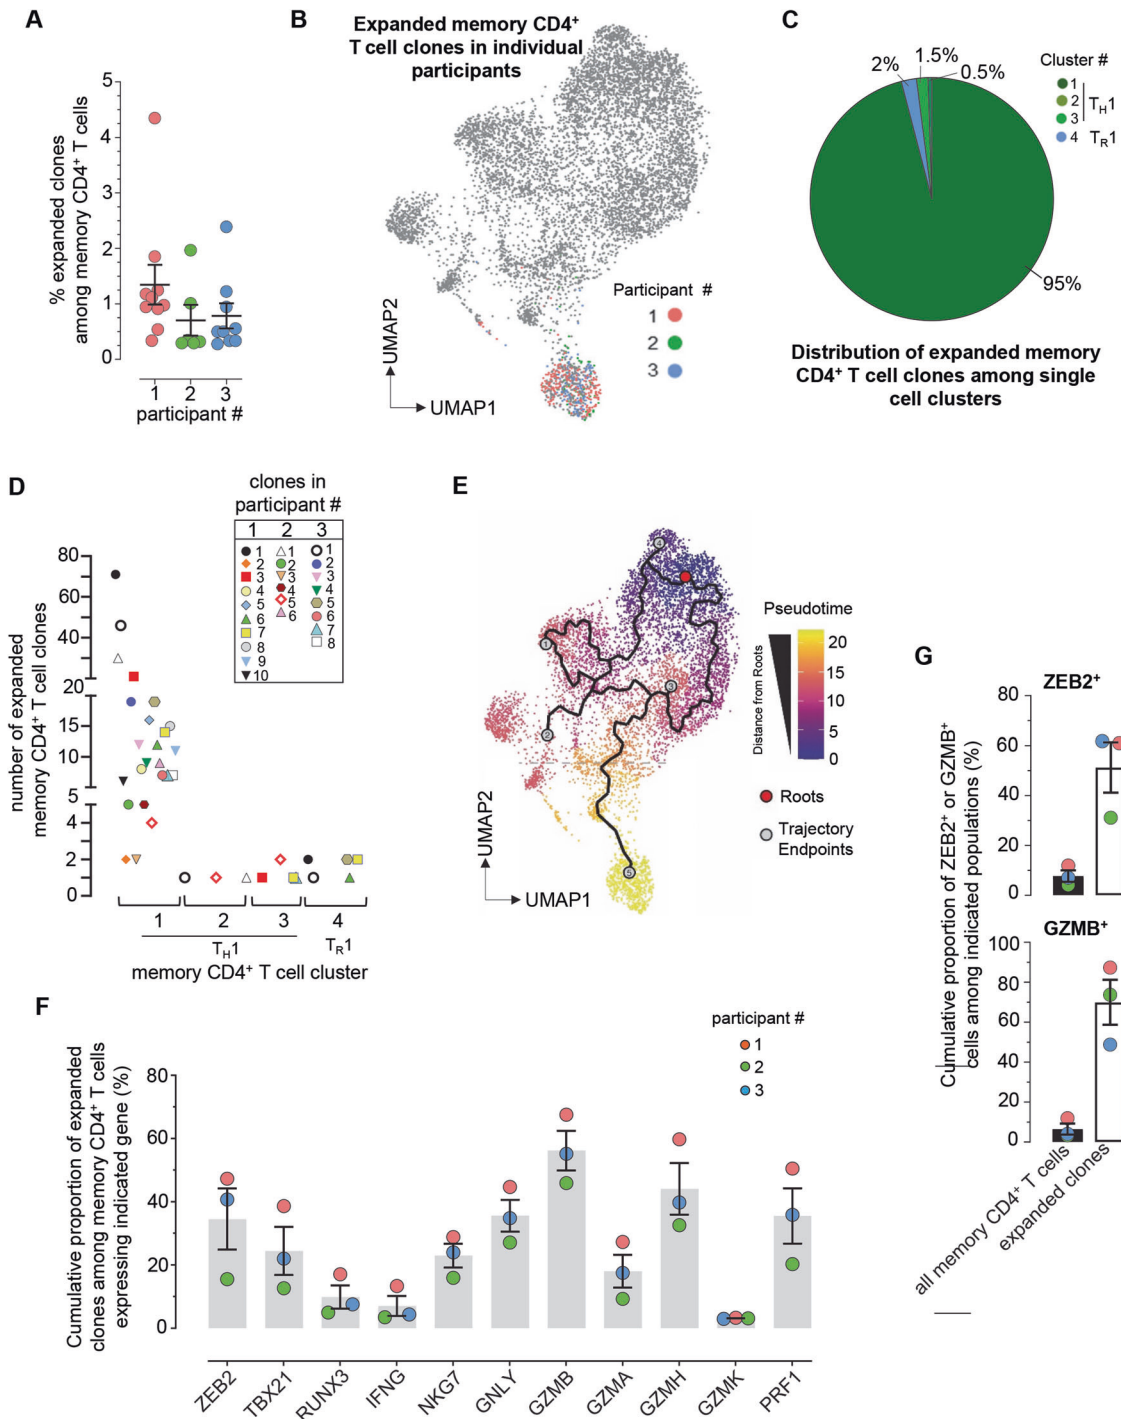 A
% expanded clones
among memory CD4+ T cells
5
4
3
2
1
0
1 2 3
participant #
B
Expanded memory CD4+
T cell clones in individual
participants
Participant #
1
2
3
UMAP2
UMAP1
C
2%
1.5%
0.5%
95%
Cluster #
1
2
3
TH1
4 TR1
Distribution of expanded memory
CD4+ T cell clones among single
cell clusters
D
clones in
participant #
1 2 3
1 1 1
2 2 2
3 3 3
4 4 4
5 5 5
6 6 6
7 7
8 8
9
10
number of expanded
memory CD4+ T cell clones
80
60
40
20
20
15
10
5
5
4
3
2
1
0
1 2 3 4
TH1 TR1
memory CD4+ T cell cluster
E
4
1
3
2
5
Pseudotime
Distance from Roots
20
15
10
5
0
Roots
Trajectory
Endpoints
UMAP2
UMAP1
F
participant #
1
2
3
Cumulative proportion of expanded
clones among memory CD4+ T cells
expressing indicated gene (%)
80
60
40
20
0
ZEB2 TBX21 RUNX3 IFNG NKG7 GNLY GZMB GZMA GZMH GZMK PRF1
G
Cumulative proportion of ZEB2+ or GZMB+
cells among indicated populations (%)
ZEB2+
80
60
40
20
0
GZMB+
100
80
60
40
20
0
all memory CD4+ T cells
expanded clones